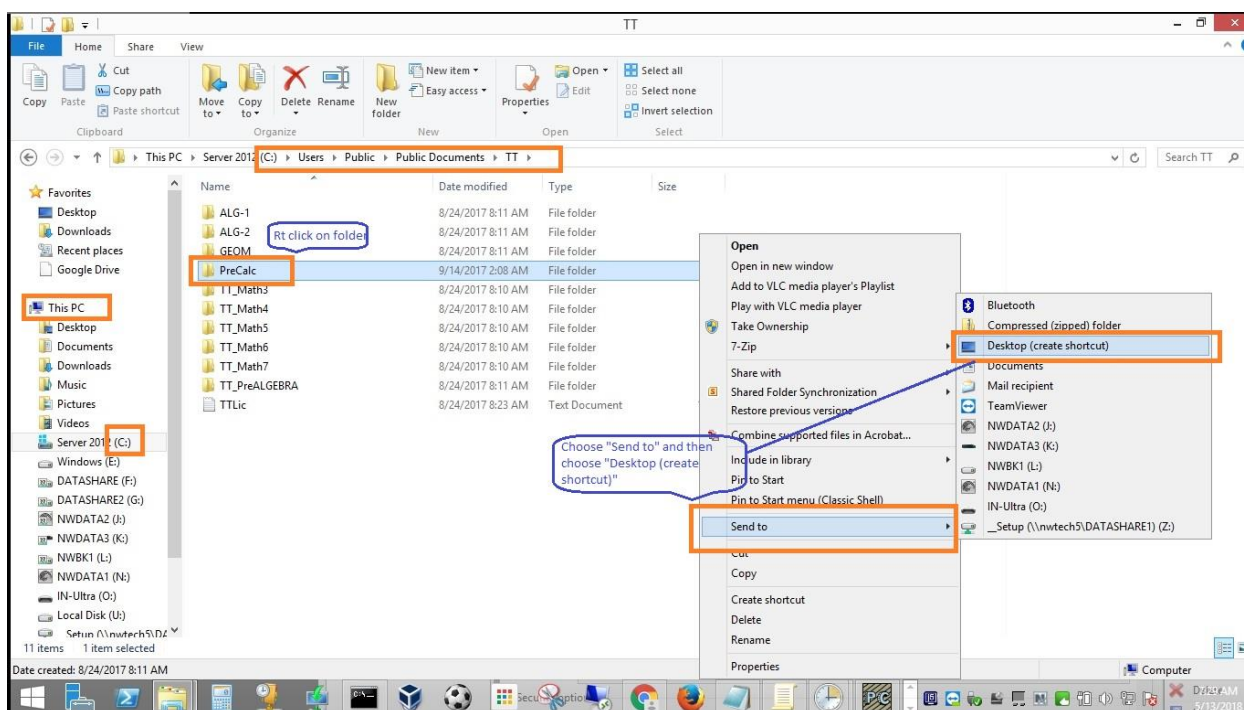 TT
File Home Share View
Copy
Paste
Cut
Copy path
Paste shortcut
Clipboard
Move to
Copy to
Delete
Rename
Organize
New folder
New item
Easy access
New
Properties
Open
Edit
Open
Select all
Select none
Invert selection
Select
This PC Server 2012 (C:) Users Public Public Documents TT
Search TT
Favorites
Desktop
Downloads
Recent places
Google Drive
This PC
Desktop
Documents
Downloads
Music
Pictures
Videos
Server 2012 (C:)
Windows (E:)
DATASHARE (F:)
DATASHARE2 (G:)
NWDATA2 (J:)
NWDATA3 (K:)
NWBK1 (L:)
NWDATA1 (N:)
IN-Ultra (O:)
Local Disk (U:)
_Setup (\\nwtech5\DA
Name Date modified Type Size
ALG-1 8/24/2017 8:11 AM File folder
ALG-2 8/24/2017 8:11 AM File folder
GEOM 8/24/2017 8:11 AM File folder
PreCalc 9/14/2017 2:08 AM File folder
TT_Math3 8/24/2017 8:10 AM File folder
TT_Math4 8/24/2017 8:10 AM File folder
TT_Math5 8/24/2017 8:10 AM File folder
TT_Math6 8/24/2017 8:10 AM File folder
TT_Math7 8/24/2017 8:10 AM File folder
TT_PreALGEBRA 8/24/2017 8:11 AM File folder
TTLic 8/24/2017 8:23 AM Text Document
Rt click on folder
Choose "Send to" and then
choose "Desktop (create
shortcut)"
Open
Open in new window
Add to VLC media player's Playlist
Play with VLC media player
Take Ownership
7-Zip
Share with
Shared Folder Synchronization
Restore previous versions
Combine supported files in Acrobat...
Include in library
Pin to Start
Pin to Start menu (Classic Shell)
Send to
Cut
Copy
Create shortcut
Delete
Rename
Properties
Bluetooth
Compressed (zipped) folder
Desktop (create shortcut)
Documents
Mail recipient
TeamViewer
NWDATA2 (J:)
NWDATA3 (K:)
NWBK1 (L:)
NWDATA1 (N:)
IN-Ultra (O:)
_Setup (\\nwtech5\DATASHARE1) (Z:)
11 items 1 item selected
Date created: 8/24/2017 8:11 AM
Computer
PC
5/13/2018